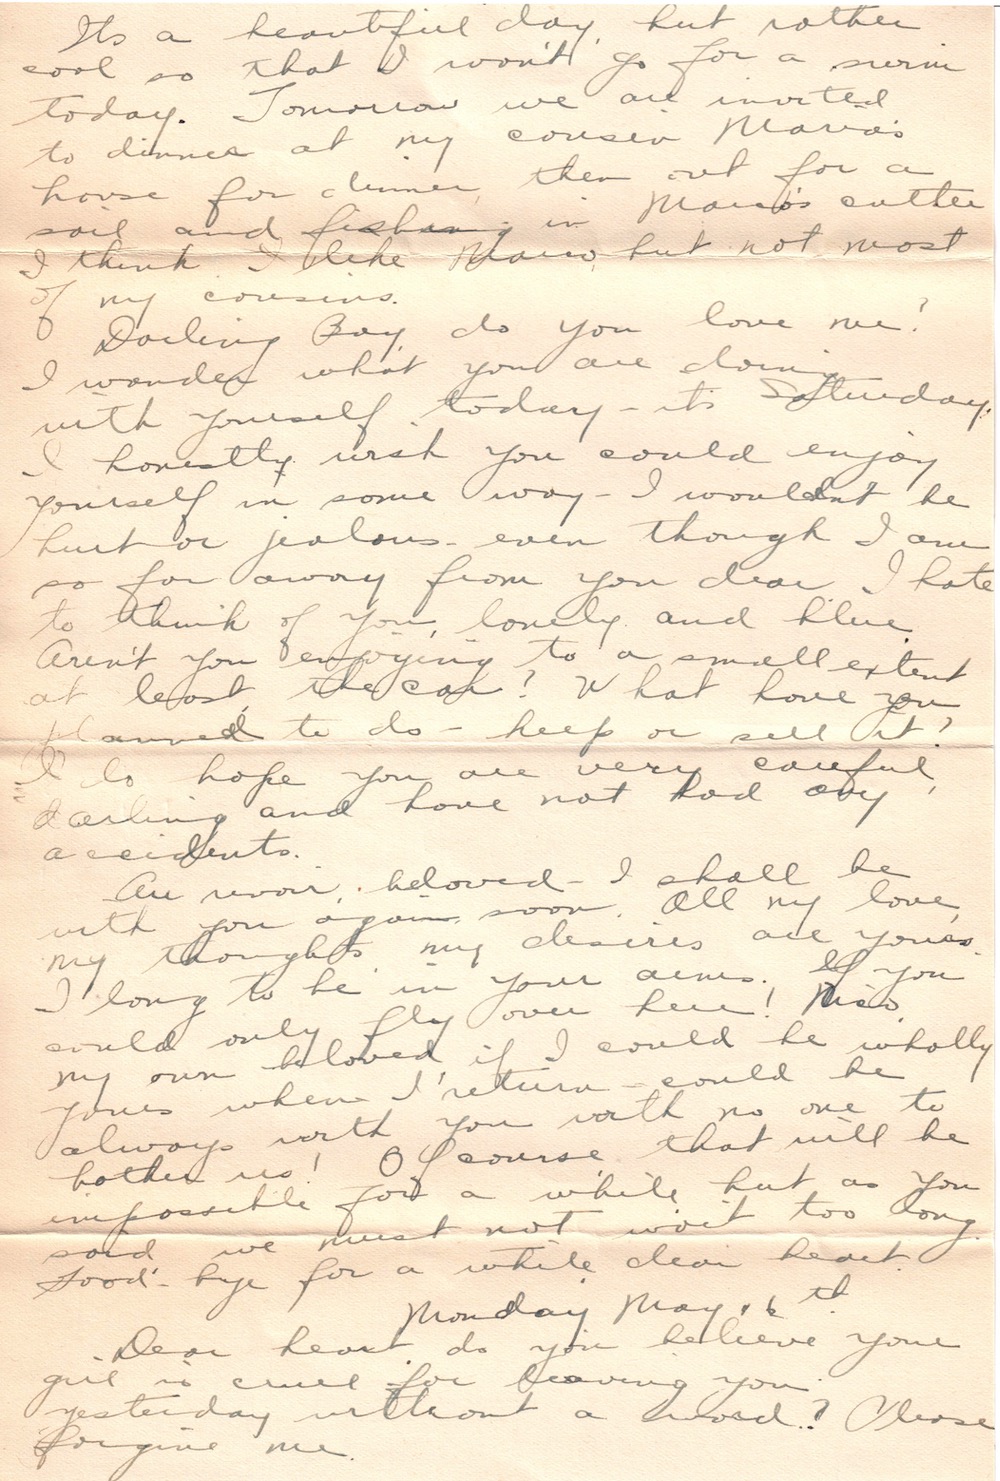 Its a beautiful day, but rather
cool so that I won't go for a swim
today. Tomorrow we are invited
to dinner at my cousin Mario's
house for dinner, then out for a
sail and fishing in Mario's cutter
I think. I like Mario, but not most
of my cousins.
Darling Boy, do you love me?
I wonder what you are doing
with yourself today - its Saturday.
I honestly wish you could enjoy
yourself in some way - I wouldn't be
hurt or jealous - even though I am
so far away from you dear I hate
to think of you, lonely and blue.
Aren't you enjoying to a small extent
at least, the car? What have you
planned to do - keep or sell it?
I do hope you are very careful,
darling and have not had any
accidents.
Au revoir, beloved - I shall be
with you again soon. All my love,
my thoughts, my desires are yours.
I long to be in your arms. If you
could only fly over here!
my own beloved, if I could be wholly
yours when I return - could be
always with you with no one to
bother us! Of course, that will be
impossible for a while but as you
said we must not wait too long.
Good-bye for a while dear heart.
Monday May 16th
Dear heart do you believe your
girl is cruel for leaving you
yesterday without a word? Please
forgive me.